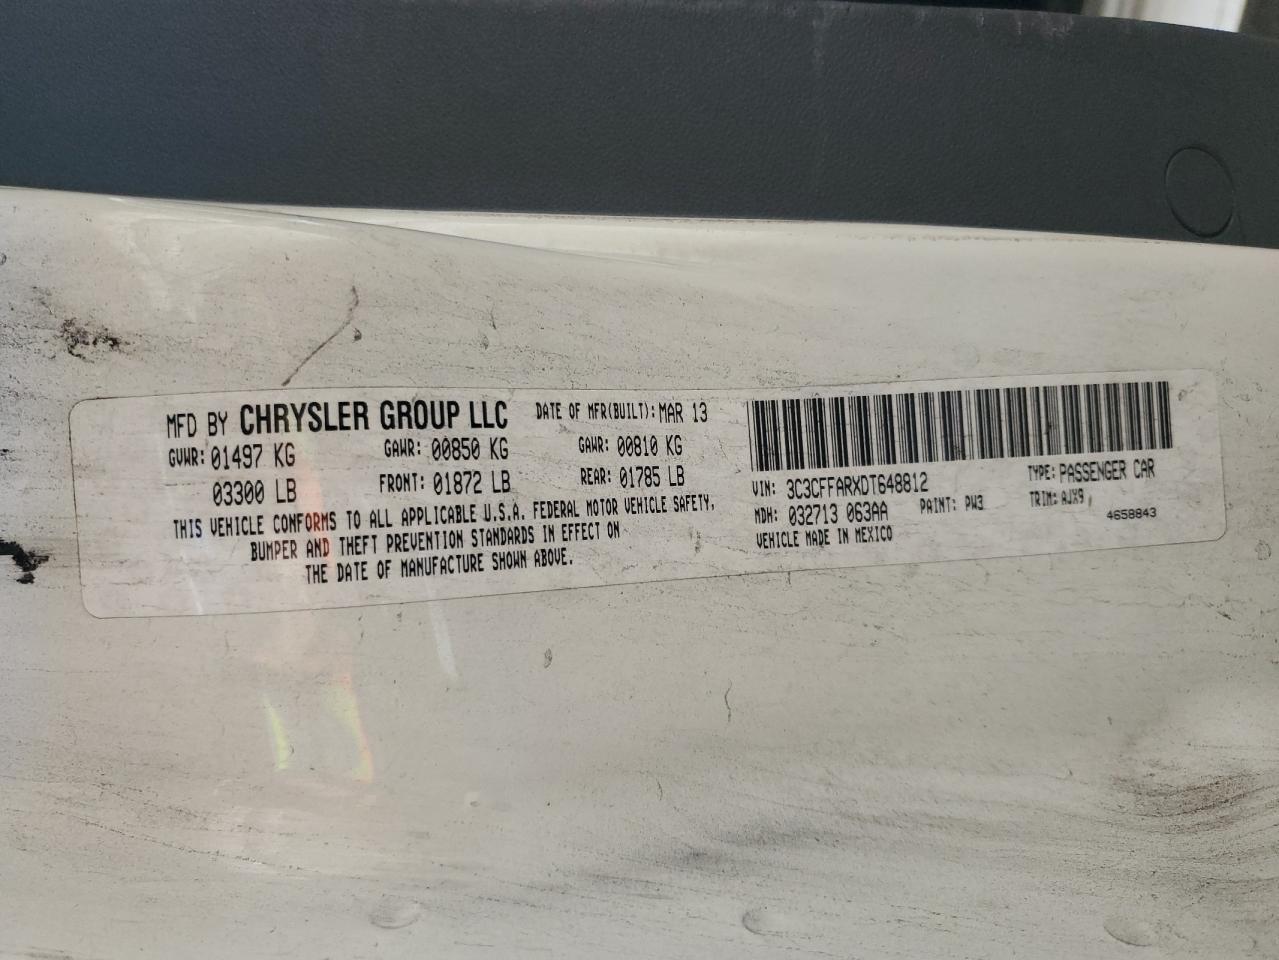 MFD BY CHRYSLER GROUP LLC DATE OF MFR(BUILT): MAR 13
GVWR: 01497 KG GAWR: 00850 KG GAWR: 00810 KG
03300 LB FRONT: 01872 LB REAR: 01785 LB
THIS VEHICLE CONFORMS TO ALL APPLICABLE U.S.A. FEDERAL MOTOR VEHICLE SAFETY,
BUMPER AND THEFT PREVENTION STANDARDS IN EFFECT ON
THE DATE OF MANUFACTURE SHOWN ABOVE.
VIN: 3C3CFFARXDT648812 TYPE: PASSENGER CAR
MDH: 032713 063AA PAINT: PW3 TRIM: AJX9
VEHICLE MADE IN MEXICO 4658843